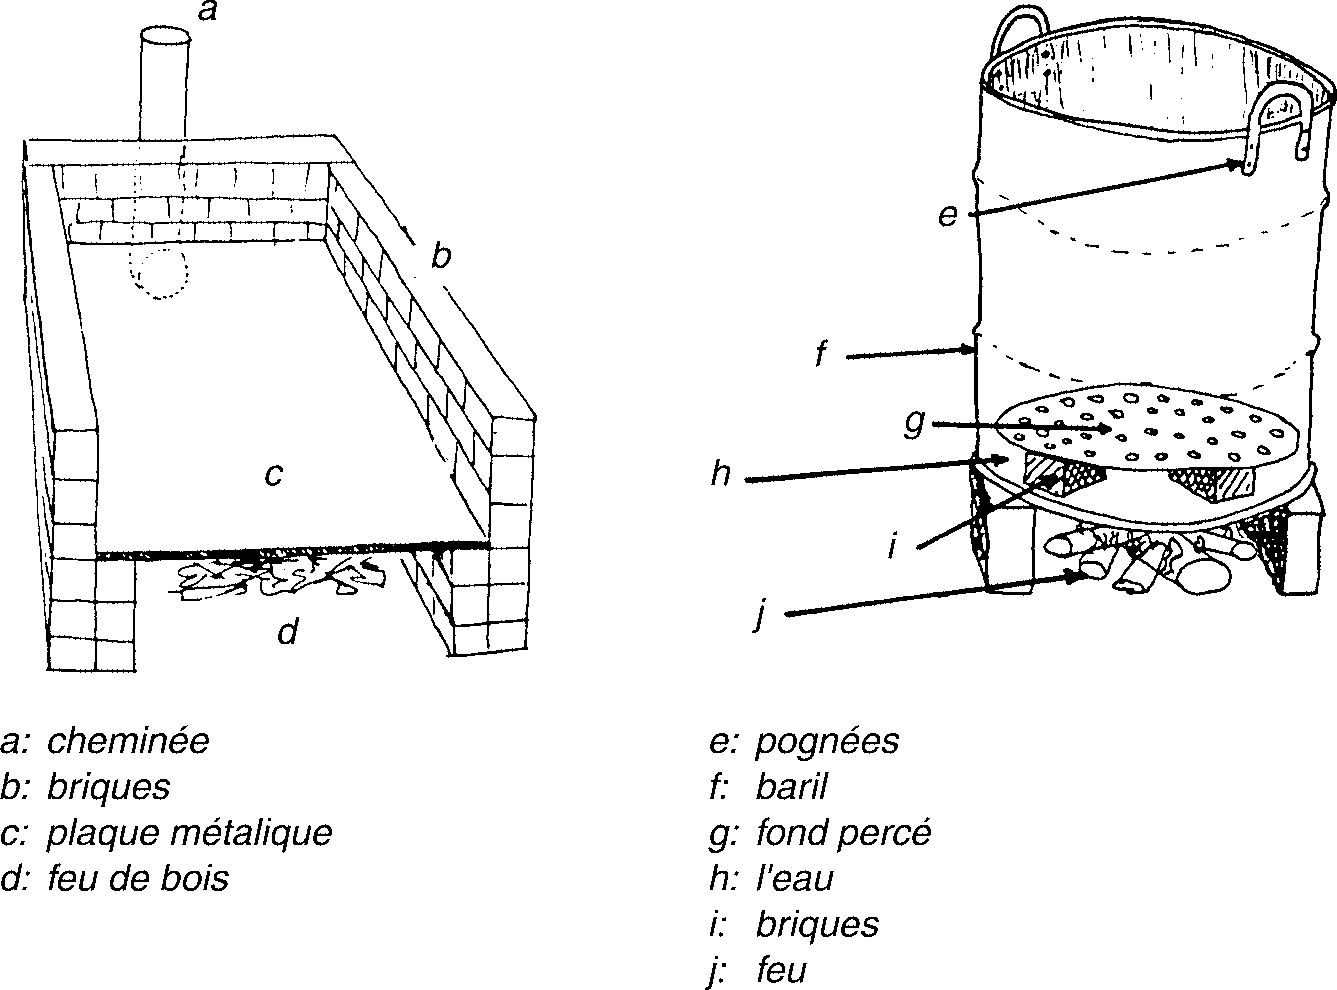 a
b
c
d
e
f
g
h
i
j
a: cheminée
b: briques
c: plaque métalique
d: feu de bois
e: pognées
f: baril
g: fond percé
h: l'eau
i: briques
j: feu